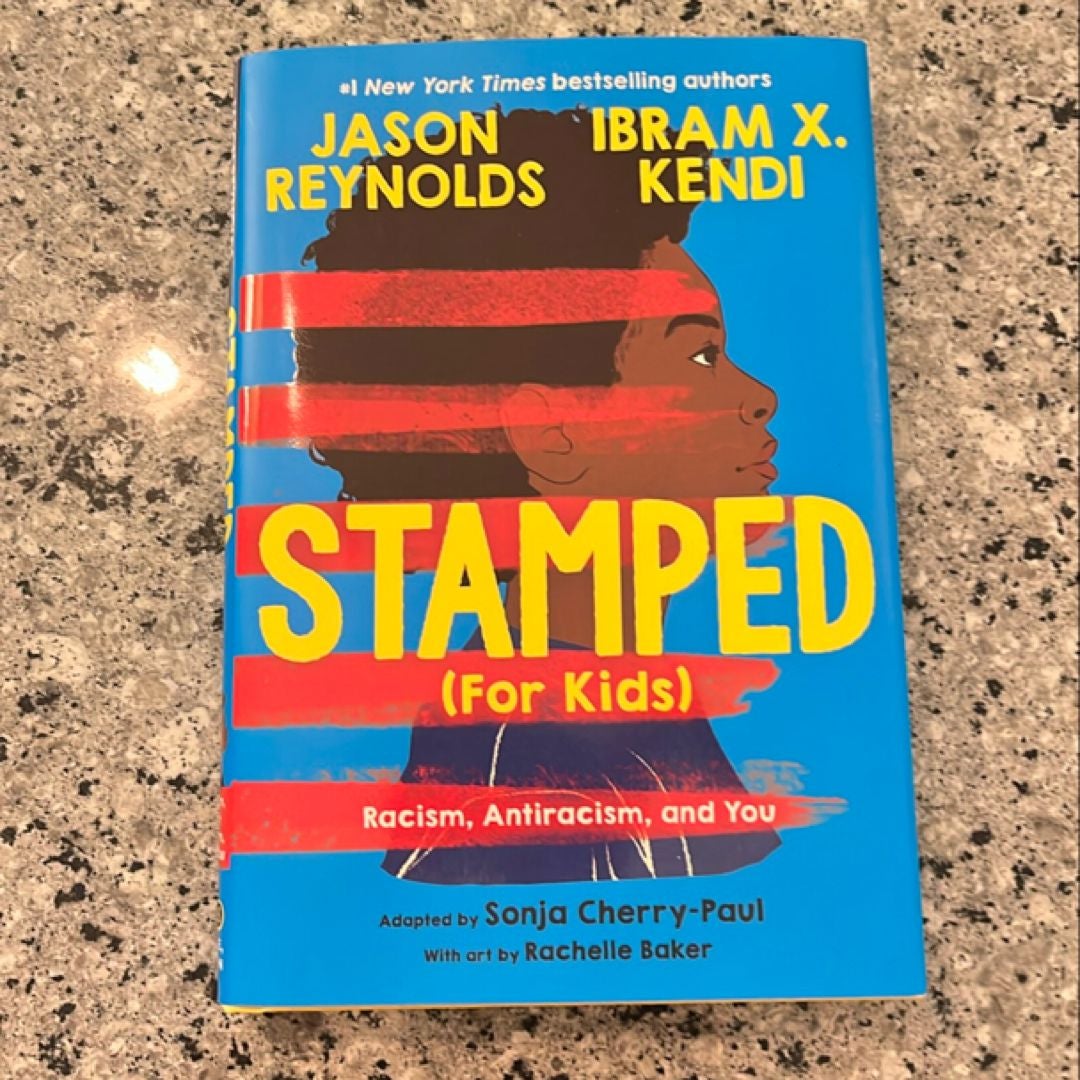 #1 New York Times bestselling authors
JASON REYNOLDS
IBRAM X. KENDI
STAMPED
(For Kids)
Racism, Antiracism, and You
Adapted by Sonja Cherry-Paul
With art by Rachelle Baker
STAMPED